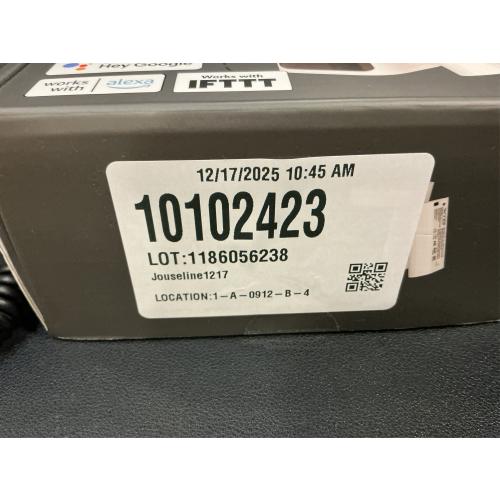 Hey Google
works with alexa
Works with
IFTTT
12/17/2025 10:45 AM
10102423
LOT:1186056238
Jouseline1217
LOCATION:1-A-0912-B-4